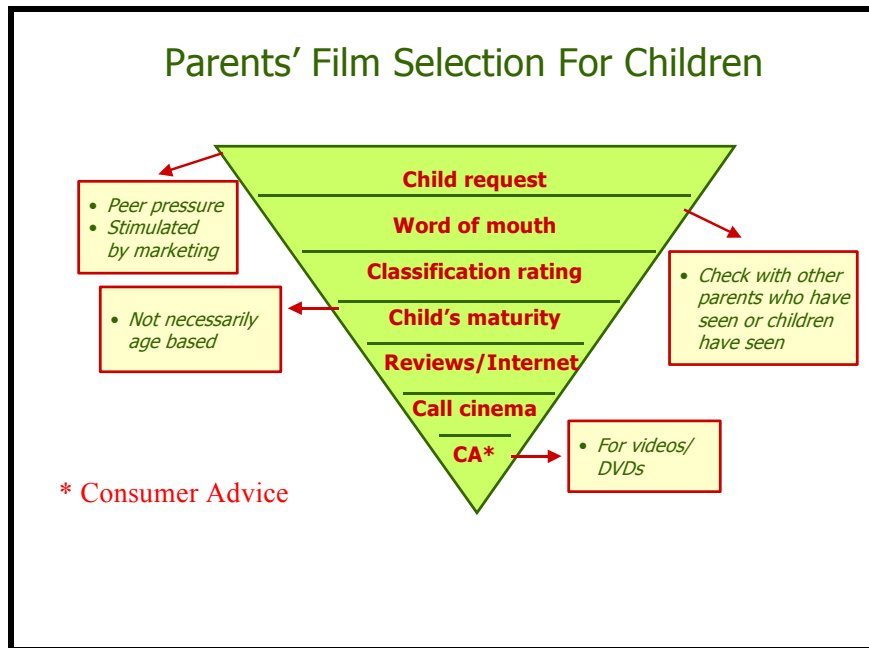 Parents’ Film Selection For Children
Child request
Word of mouth
Classification rating
Child’s maturity
Reviews/Internet
Call cinema
CA*
• Peer pressure
• Stimulated
by marketing
• Not necessarily
age based
• Check with other
parents who have
seen or children
have seen
• For videos/
DVDs
* Consumer Advice